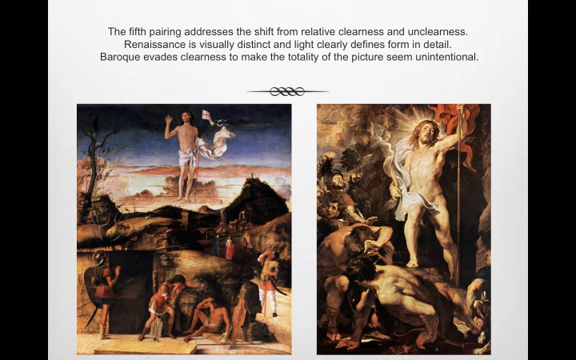 The fifth pairing addresses the shift from relative clearness and unclearness.
Renaissance is visually distinct and light clearly defines form in detail.
Baroque evades clearness to make the totality of the picture seem unintentional.